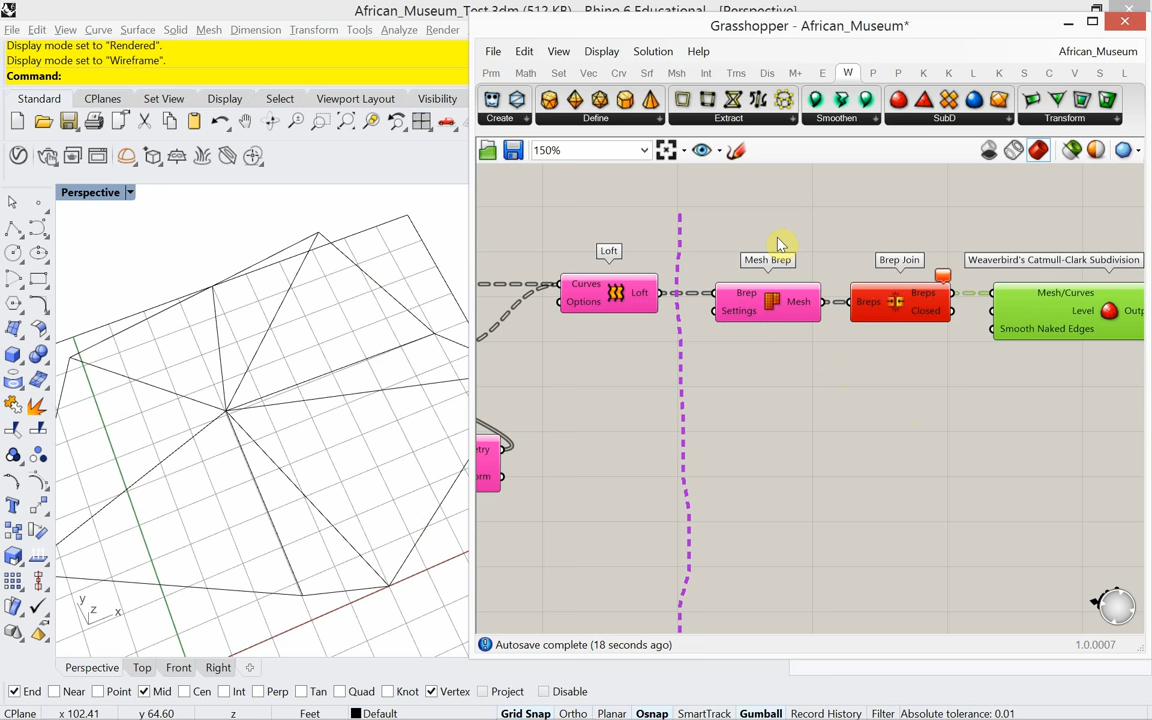 African_Museum_Test.3dm (512 KB) - Rhino 6 Educational - [Perspective]
File Edit View Curve Surface Solid Mesh Dimension Transform Tools Analyze Render
Display mode set to "Rendered".
Display mode set to "Wireframe".
Command:
Standard CPlanes Set View Display Select Viewport Layout Visibility
Perspective
y
z x
Grasshopper - African_Museum*
File Edit View Display Solution Help African_Museum
Prm Math Set Vec Crv Srf Msh Int Trns Dis M+ E W P P K K L K S C V S L
Create Define Extract Smoothen SubD Transform
150%
Loft
Curves
Options
Loft
Mesh Brep
Brep
Settings
Mesh
Brep Join
Breps
Breps
Closed
Weaverbird's Catmull-Clark Subdivision
Mesh/Curves
Level
Smooth Naked Edges
Outp
etry
orm
Autosave complete (18 seconds ago) 1.0.0007
Perspective Top Front Right
End Near Point Mid Cen Int Perp Tan Quad Knot Vertex Project Disable
CPlane x 102.41 y 64.60 z Feet Default Grid Snap Ortho Planar Osnap SmartTrack Gumball Record History Filter Absolute tolerance: 0.01